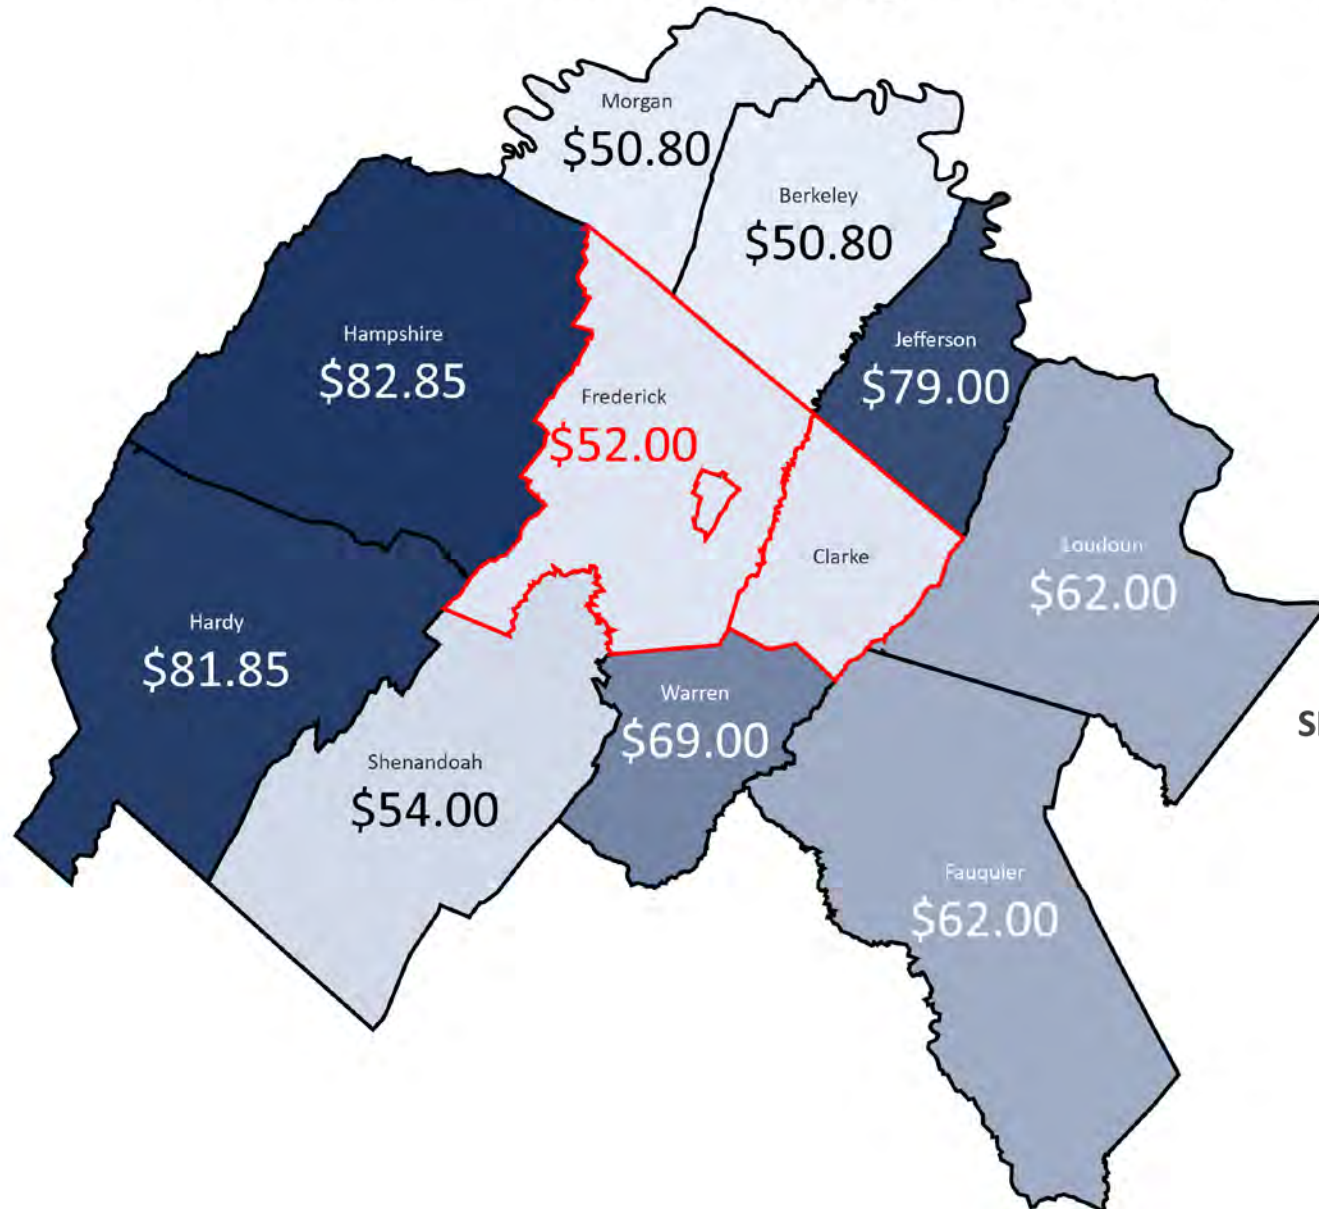 Morgan
$50.80
Berkeley
$50.80
Hampshire
$82.85
Jefferson
$79.00
Frederick
$52.00
Clarke
Loudoun
$62.00
Hardy
$81.85
Warren
$69.00
Shenandoah
$54.00
Fauquier
$62.00